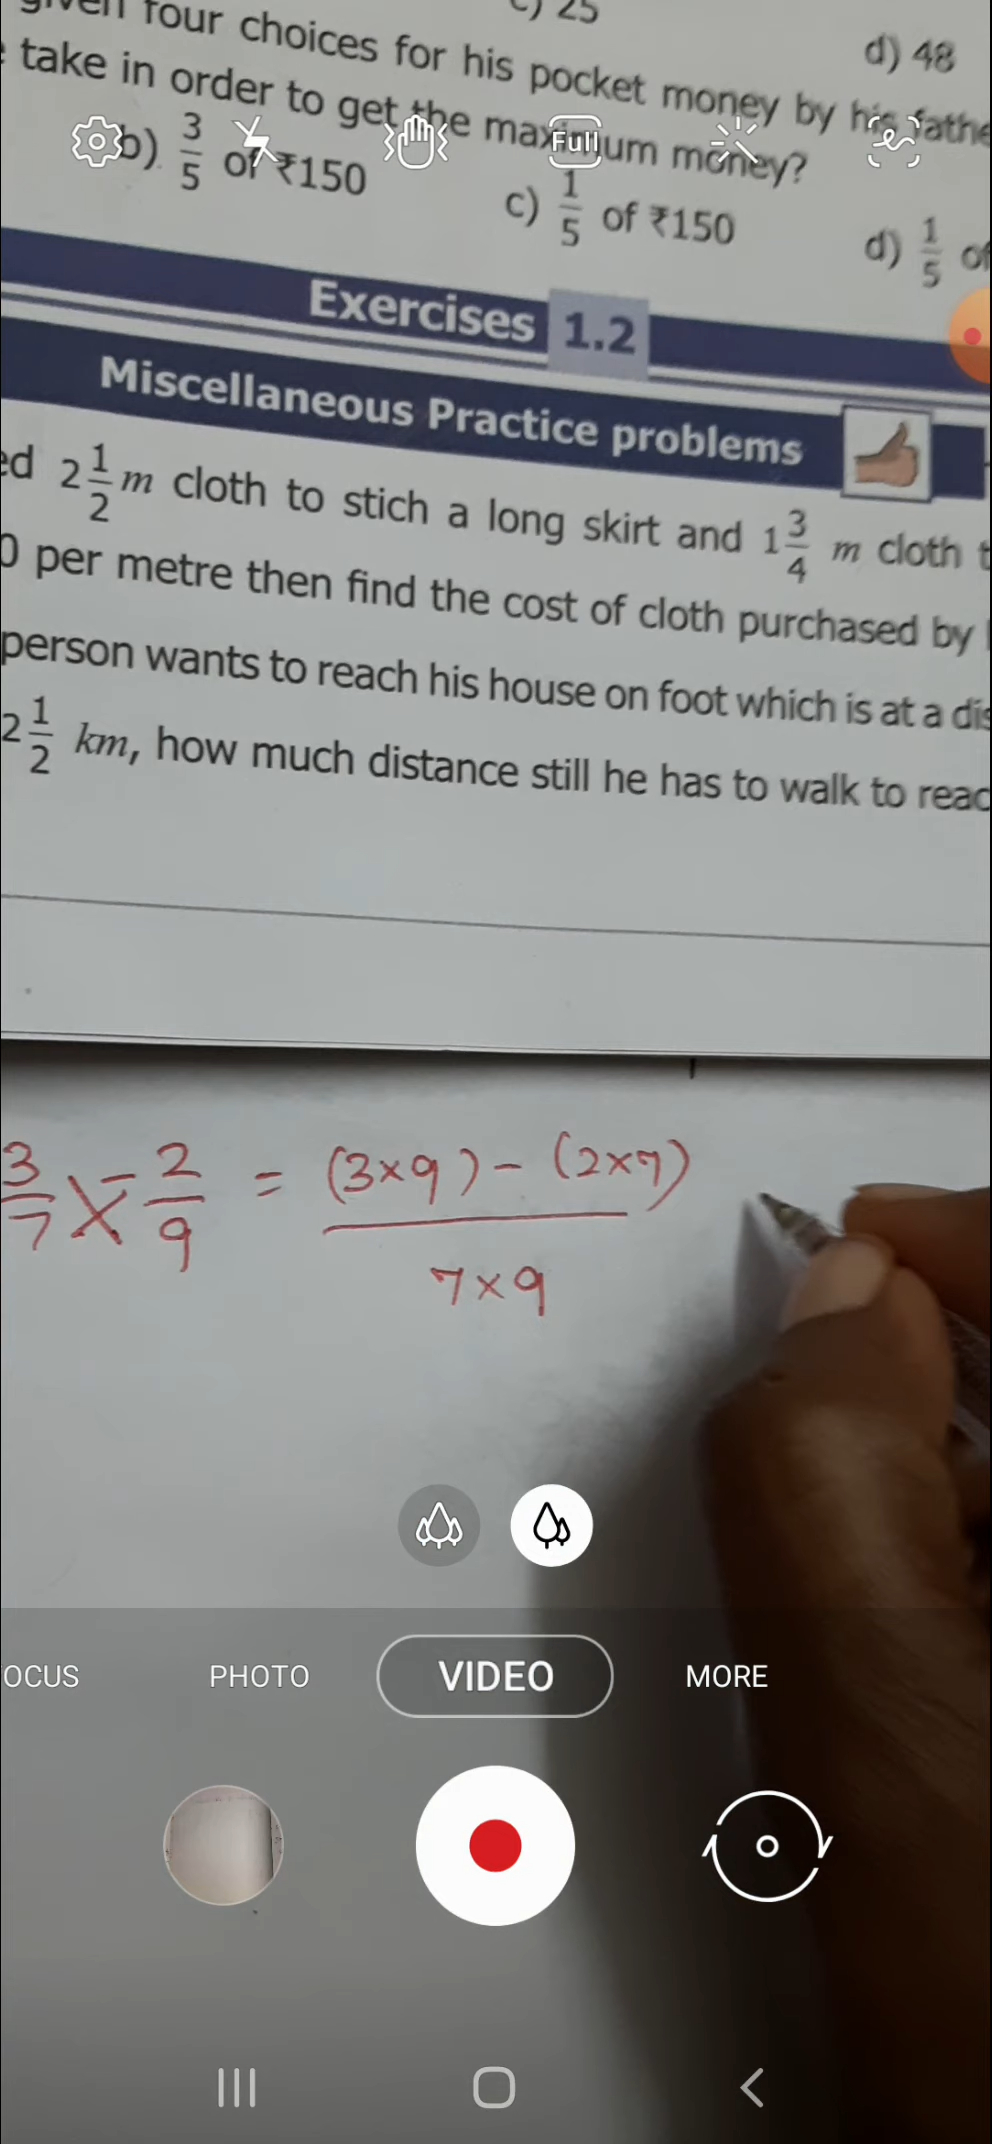 c) 25
d) 48
given four choices for his pocket money by his
take in order to get the maximum money?
b) 3/5 of ₹150
c) 1/5 of ₹150
d) 1/5
Full
Exercises 1.2
Miscellaneous Practice problems
2 1/2 m cloth to stich a long skirt and 1 3/4 m cloth
per metre then find the cost of cloth purchased by
person wants to reach his house on foot which is at a
2 1/2 km, how much distance still he has to walk to
3/7 - 2/9 = (3×9) - (2×7) / 7×9
PHOTO
VIDEO
MORE